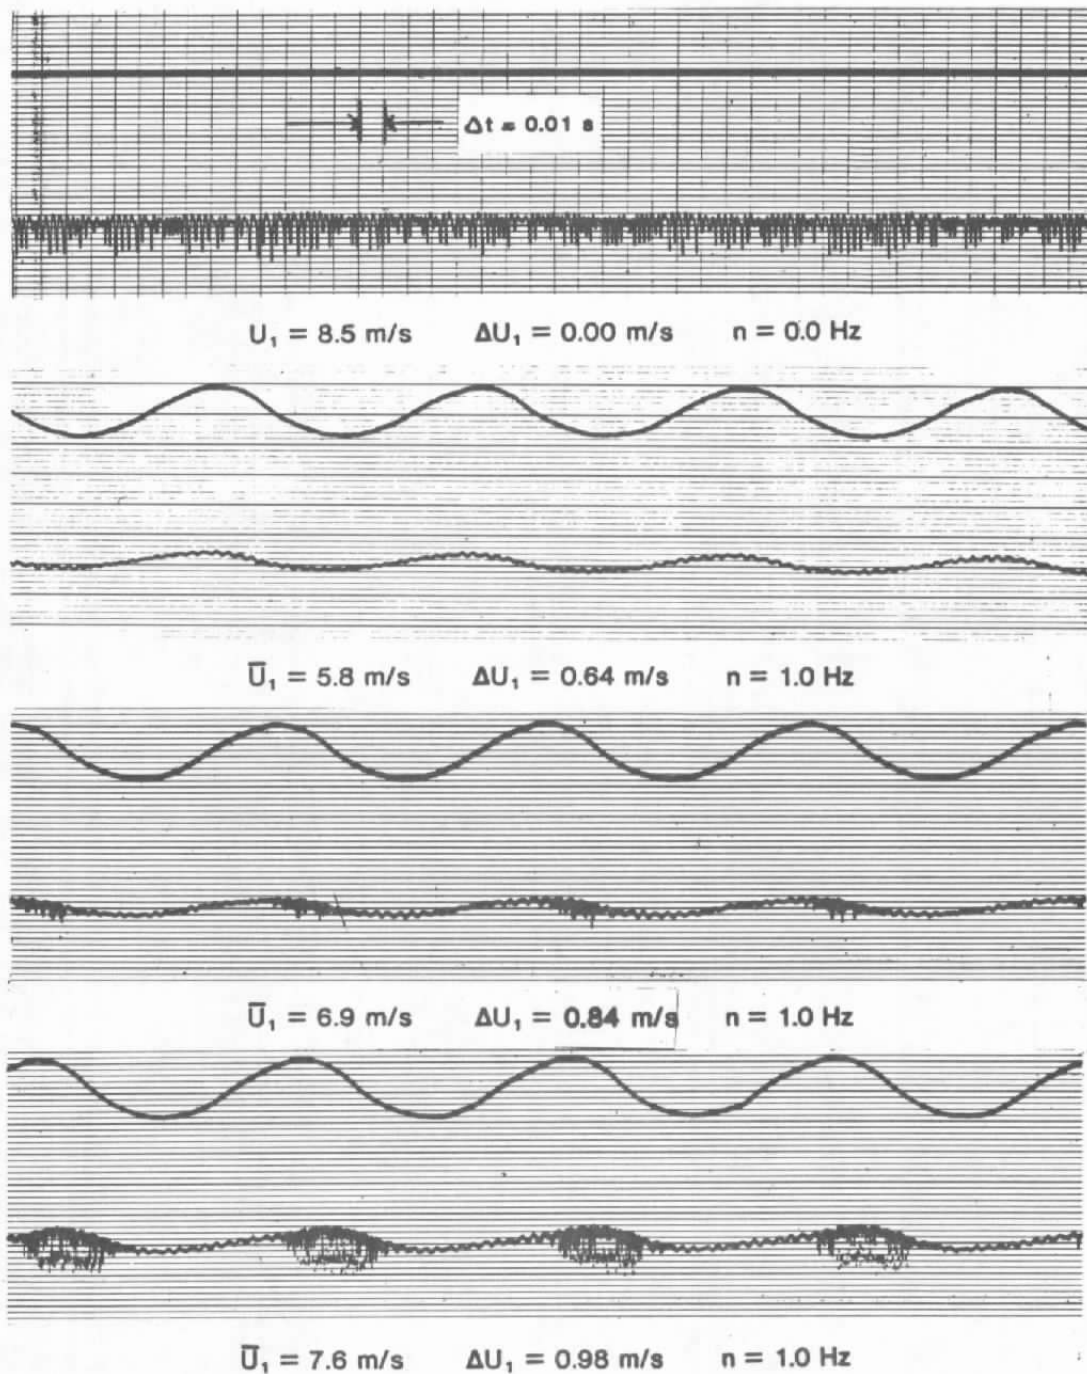 Δt = 0.01 s
U₁ = 8.5 m/s ΔU₁ = 0.00 m/s n = 0.0 Hz
Ū₁ = 5.8 m/s ΔU₁ = 0.64 m/s n = 1.0 Hz
Ū₁ = 6.9 m/s ΔU₁ = 0.84 m/s n = 1.0 Hz
Ū₁ = 7.6 m/s ΔU₁ = 0.98 m/s n = 1.0 Hz